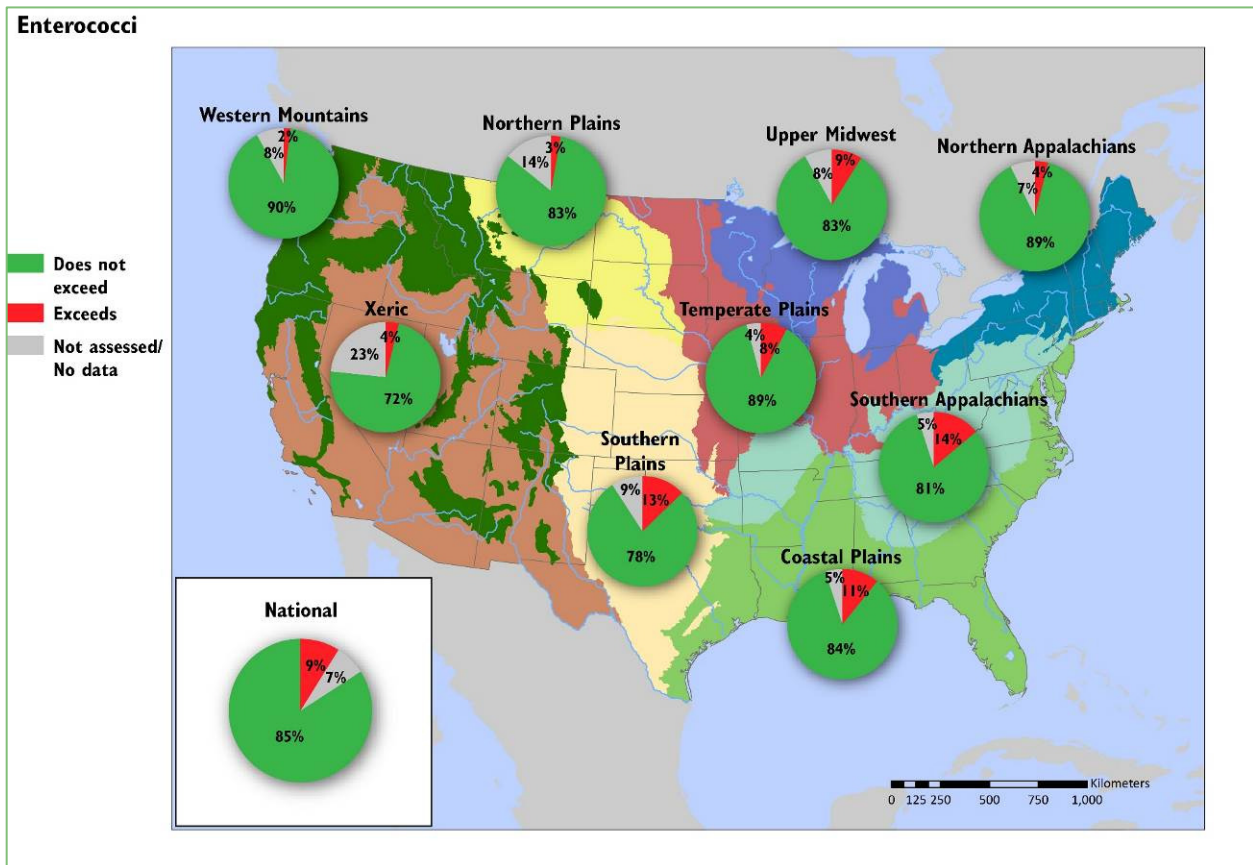 Enterococci
Does not
exceed
Exceeds
Not assessed/
No data
Western Mountains
2%
8%
90%
Northern Plains
3%
14%
83%
Upper Midwest
9%
8%
83%
Northern Appalachians
4%
7%
89%
Xeric
4%
23%
72%
Temperate Plains
4%
8%
89%
Southern Appalachians
5%
14%
81%
Southern
Plains
9%
13%
78%
Coastal Plains
5%
11%
84%
National
9%
7%
85%
Kilometers
0 125 250 500 750 1,000